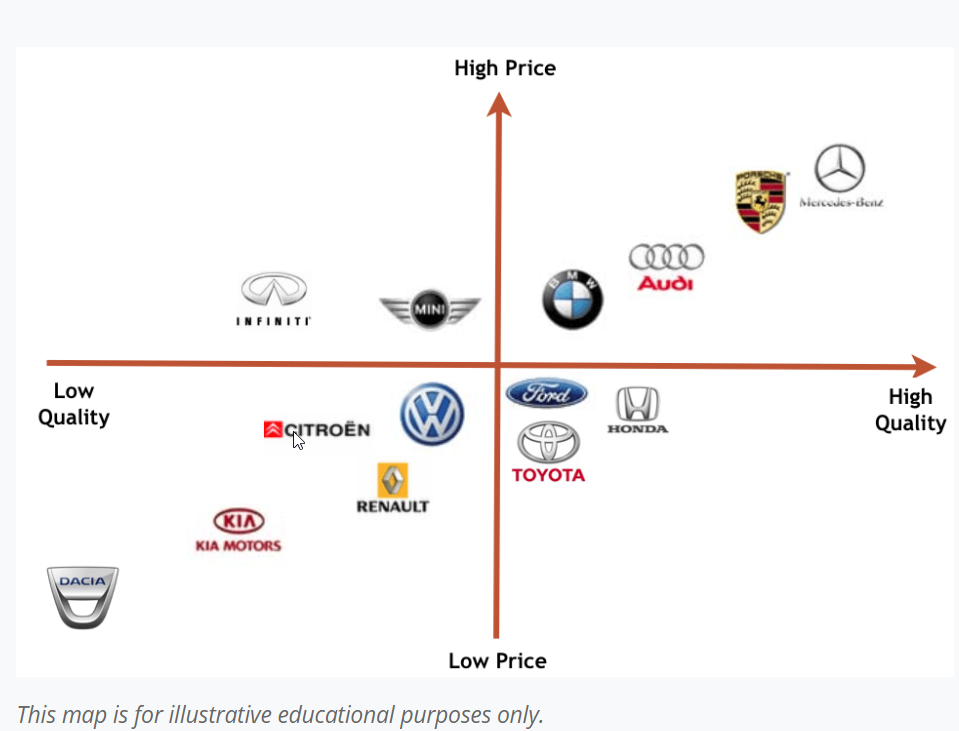 High Price
Mercedes-Benz
PORSCHE
Audi
BMW
INFINITI
MINI
Low
Quality
High
Quality
Ford
HONDA
CITROËN
TOYOTA
RENAULT
KIA
KIA MOTORS
DACIA
Low Price
This map is for illustrative educational purposes only.